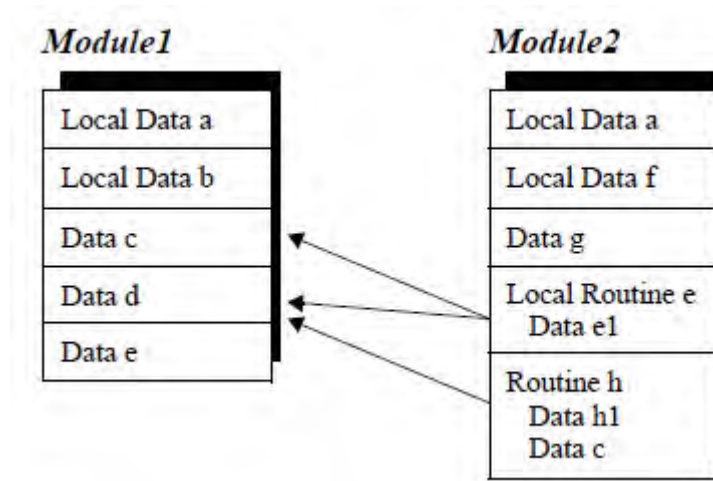 Module1
Local Data a
Local Data b
Data c
Data d
Data e
Module2
Local Data a
Local Data f
Data g
Local Routine e
Data e1
Routine h
Data h1
Data c